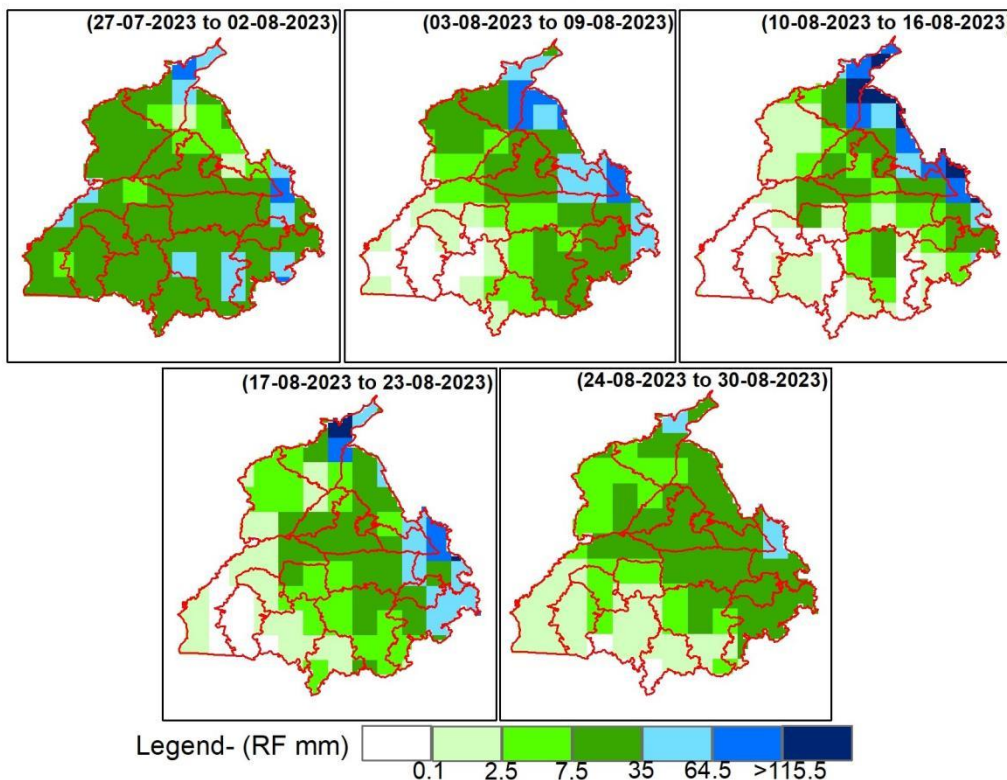 (27-07-2023 to 02-08-2023)
(03-08-2023 to 09-08-2023)
(10-08-2023 to 16-08-2023)
(17-08-2023 to 23-08-2023)
(24-08-2023 to 30-08-2023)
Legend- (RF mm)
0.1 2.5 7.5 35 64.5 >115.5